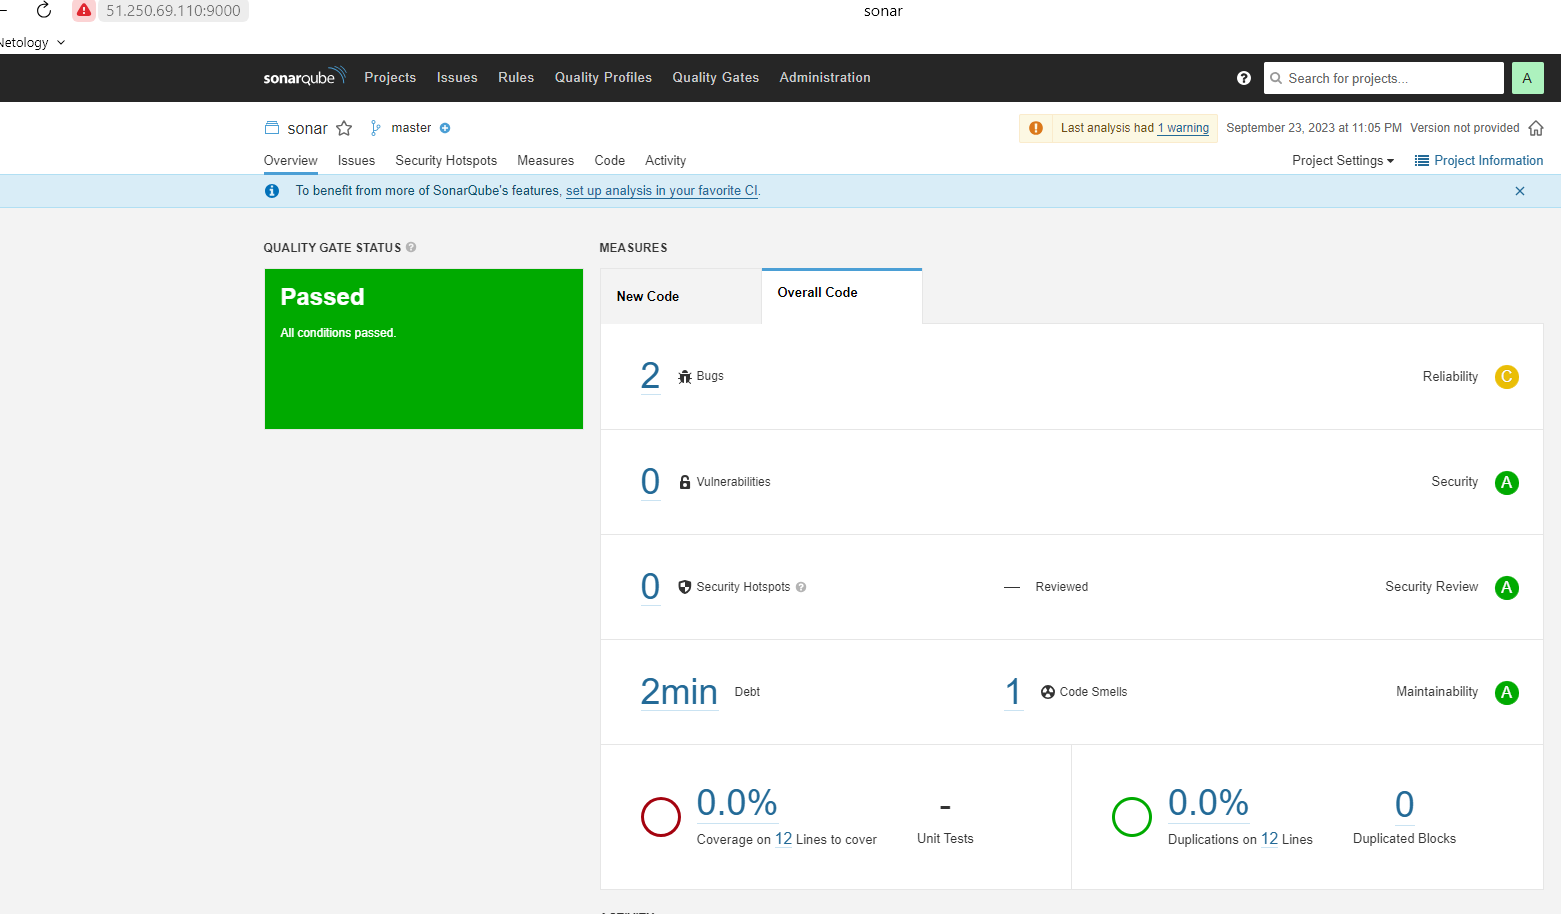 51.250.69.110:9000
sonar
Netology
sonarqube Projects Issues Rules Quality Profiles Quality Gates Administration ? Search for projects... A
sonar master Last analysis had 1 warning September 23, 2023 at 11:05 PM Version not provided
Overview Issues Security Hotspots Measures Code Activity Project Settings Project Information
To benefit from more of SonarQube's features, set up analysis in your favorite CI.
QUALITY GATE STATUS ?
MEASURES
Passed
All conditions passed.
New Code
Overall Code
2 Bugs Reliability C
0 Vulnerabilities Security A
0 Security Hotspots ? — Reviewed Security Review A
2min Debt 1 Code Smells Maintainability A
0.0%
Coverage on 12 Lines to cover
-
Unit Tests
0.0%
Duplications on 12 Lines
0
Duplicated Blocks